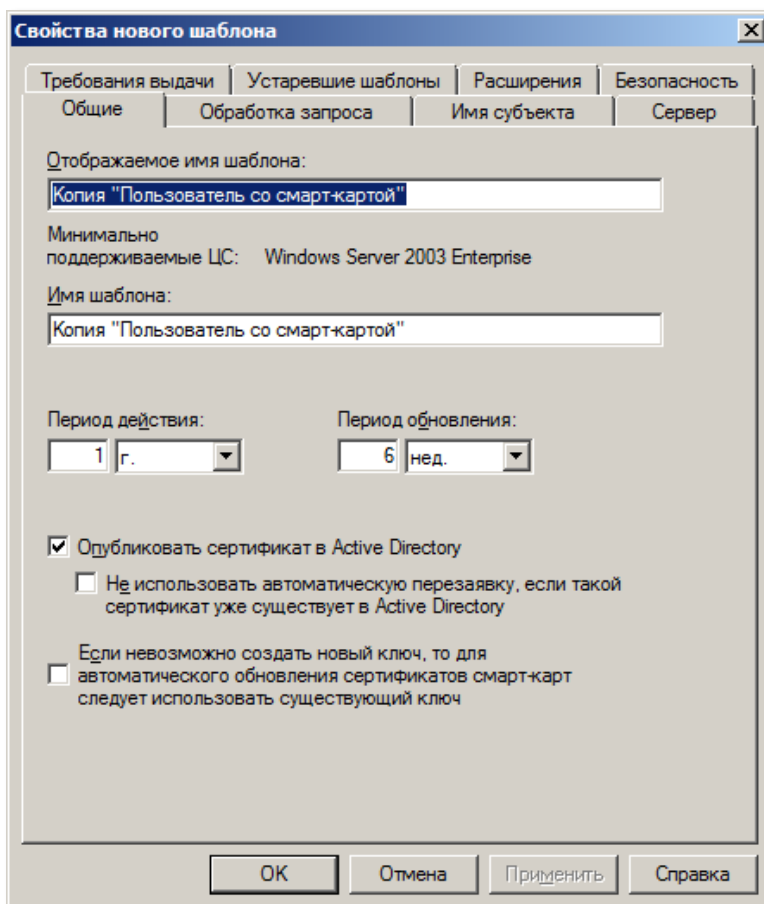 Свойства нового шаблона
Требования выдачи Устаревшие шаблоны Расширения Безопасность
Общие Обработка запроса Имя субъекта Сервер
Отображаемое имя шаблона:
Копия "Пользователь со смарт-картой"
Минимально
поддерживаемые ЦС: Windows Server 2003 Enterprise
Имя шаблона:
Копия "Пользователь со смарт-картой"
Период действия: Период обновления:
1 г. 6 нед.
Опубликовать сертификат в Active Directory
Не использовать автоматическую перезаявку, если такой
сертификат уже существует в Active Directory
Если невозможно создать новый ключ, то для
автоматического обновления сертификатов смарт-карт
следует использовать существующий ключ
OK Отмена Применить Справка